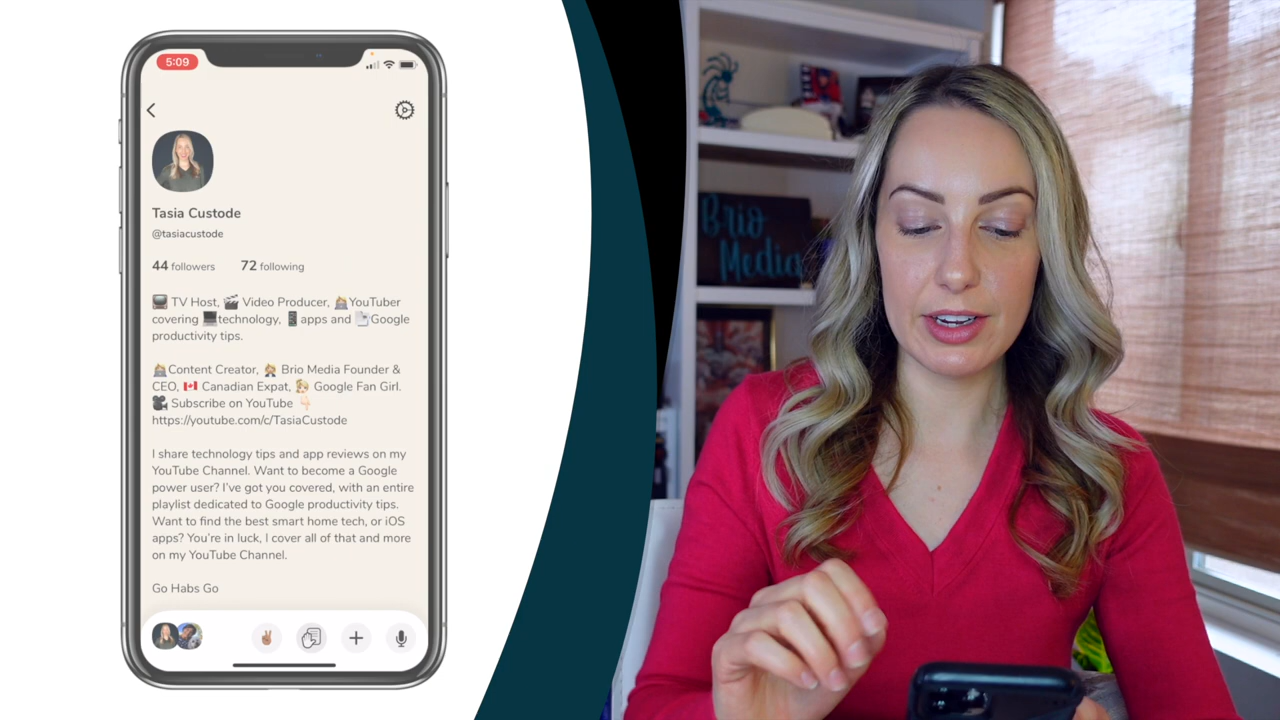 5:09
Tasia Custode
@tasiacustode
44 followers 72 following
📺 TV Host, 🎬 Video Producer, 👩🏼‍💻YouTuber
covering 💻technology, 📱apps and 📑Google
productivity tips.
👩🏼‍💻Content Creator, 👩🏼‍💼 Brio Media Founder &
CEO, 🇨🇦 Canadian Expat, Google Fan Girl.
🎥 Subscribe on YouTube 👇🏻
https://youtube.com/c/TasiaCustode
I share technology tips and app reviews on my
YouTube Channel. Want to become a Google
power user? I've got you covered, with an entire
playlist dedicated to Google productivity tips.
Want to find the best smart home tech, or iOS
apps? You're in luck, I cover all of that and more
on my YouTube Channel.
Go Habs Go
Brio
Media